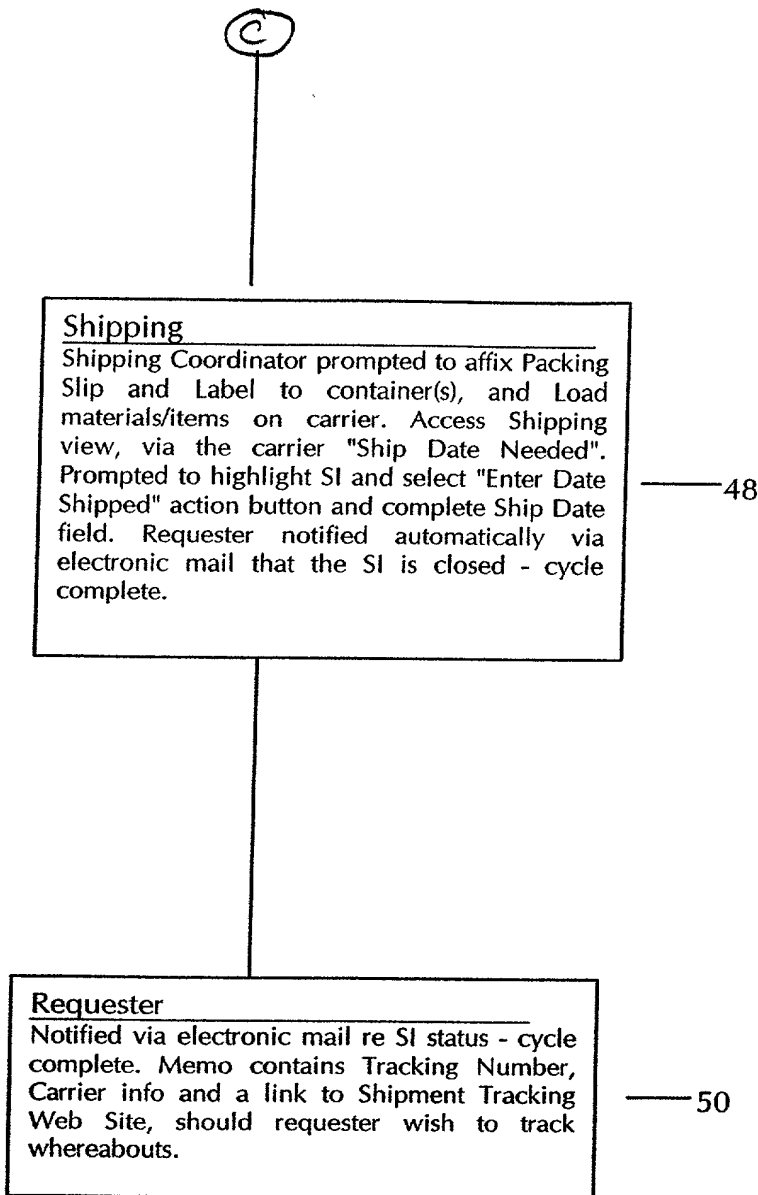 C
Shipping
Shipping Coordinator prompted to affix Packing
Slip and Label to container(s), and Load
materials/items on carrier. Access Shipping
view, via the carrier "Ship Date Needed".
Prompted to highlight SI and select "Enter Date
Shipped" action button and complete Ship Date
field. Requester notified automatically via
electronic mail that the SI is closed - cycle
complete.
48
Requester
Notified via electronic mail re SI status - cycle
complete. Memo contains Tracking Number,
Carrier info and a link to Shipment Tracking
Web Site, should requester wish to track
whereabouts.
50